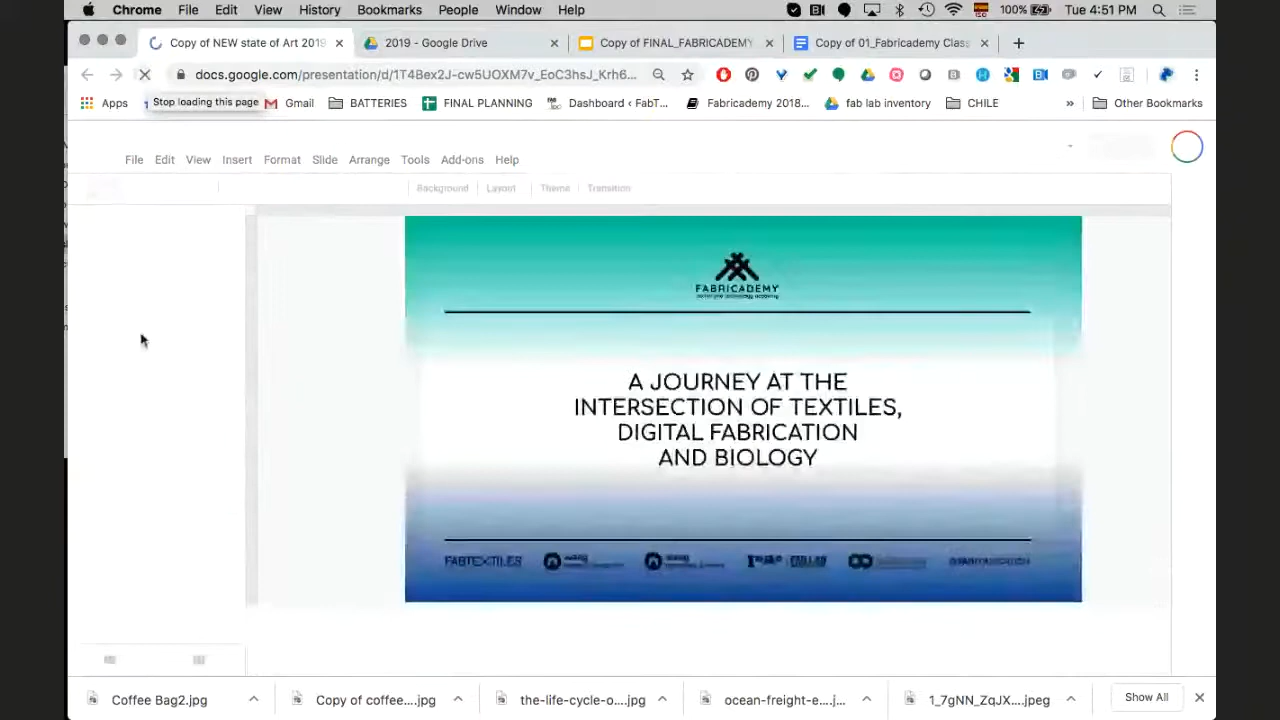 Chrome File Edit View History Bookmarks People Window Help 100% Tue 4:51 PM
Copy of NEW state of Art 2019 2019 - Google Drive Copy of FINAL_FABRICADEMY Copy of 01_Fabricademy Class
docs.google.com/presentation/d/1T4Bex2J-cw5UOXM7v_EoC3hsJ_Krh6...
Apps Stop loading this page Gmail BATTERIES FINAL PLANNING Dashboard ‹ FabT... Fabricademy 2018... fab lab inventory CHILE » Other Bookmarks
File Edit View Insert Format Slide Arrange Tools Add-ons Help
Background Layout Theme Transition
FABRICADEMY
A JOURNEY AT THE
INTERSECTION OF TEXTILES,
DIGITAL FABRICATION
AND BIOLOGY
FABTEXTILES
Coffee Bag2.jpg Copy of coffee....jpg the-life-cycle-o....jpg ocean-freight-e....j... 1_7gNN_ZqJX....jpeg Show All